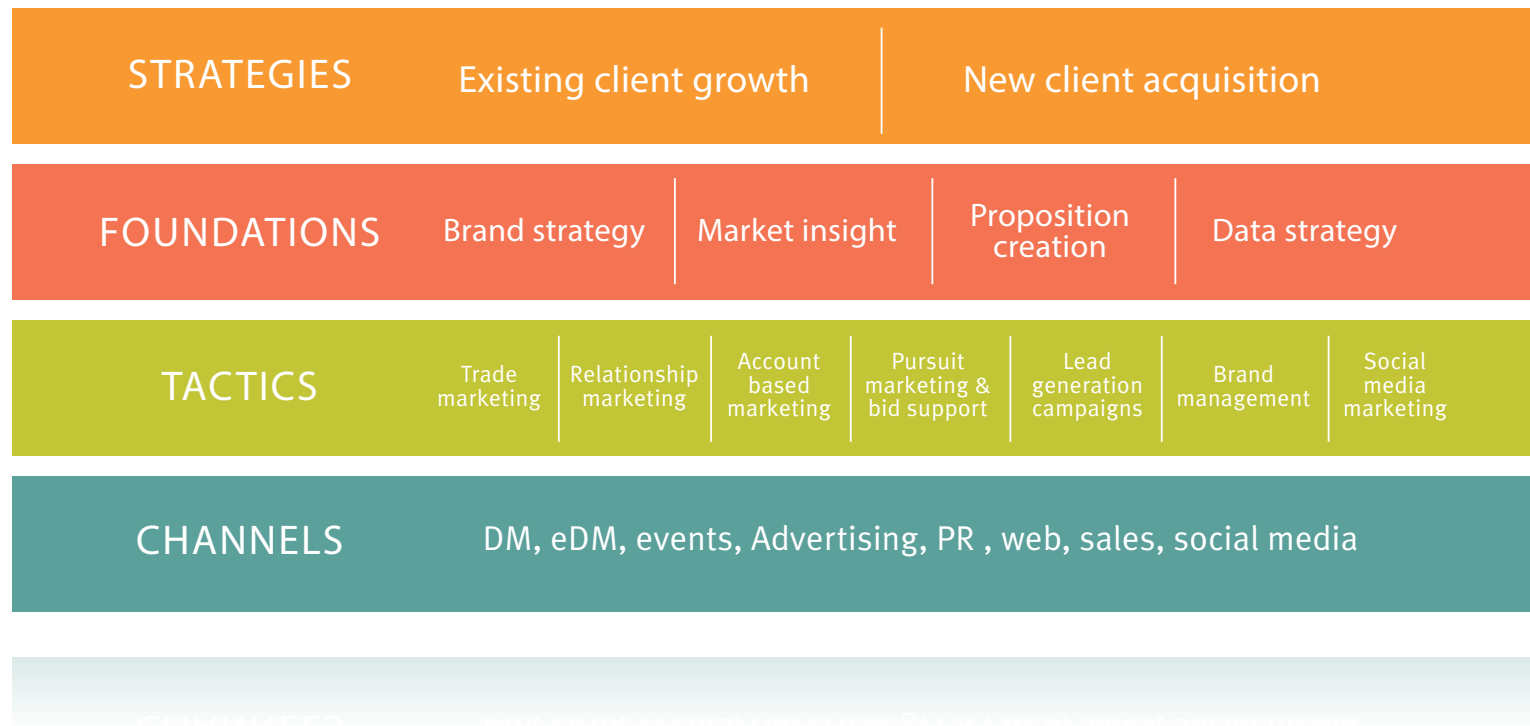 STRATEGIES Existing client growth New client acquisition
FOUNDATIONS Brand strategy Market insight Proposition creation Data strategy
TACTICS
Trade
marketing
Relationship
marketing
Account
based
marketing
Pursuit
marketing &
bid support
Lead
generation
campaigns
Brand
management
Social
media
marketing
CHANNELS DM, eDM, events, Advertising, PR , web, sales, social media